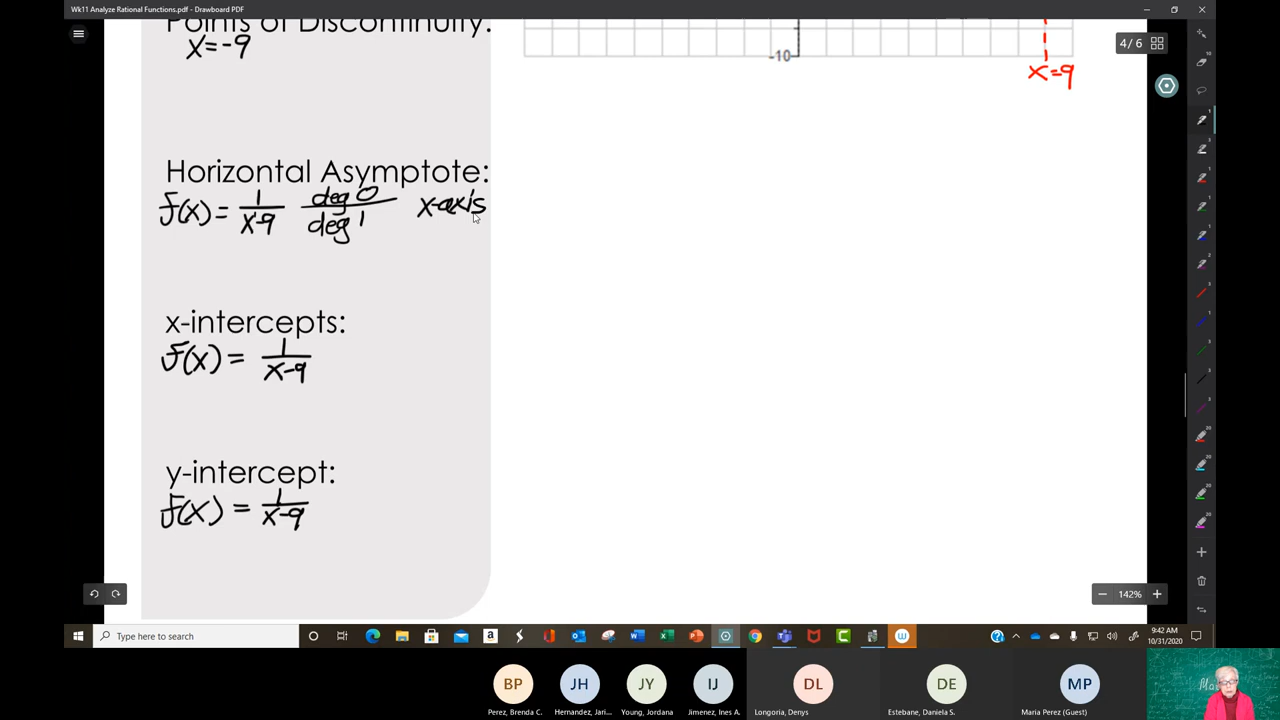 Wk11 Analyze Rational Functions.pdf - Drawboard PDF
Points of Discontinuity:
x=-9
-10
x=9
4/6
Horizontal Asymptote:
f(x) = 1/x-9 deg 0/deg 1 x-axis
x-intercepts:
f(x) = 1/x-9
y-intercept:
f(x) = 1/x-9
142%
Type here to search
9:42 AM
10/31/2020
BP
JH
JY
IJ
DL
DE
MP
Perez, Brenda C.
Hernandez, Jari...
Young, Jordana
Jimenez, Ines A.
Longoria, Denys
Estebane, Daniela S.
Maria Perez (Guest)